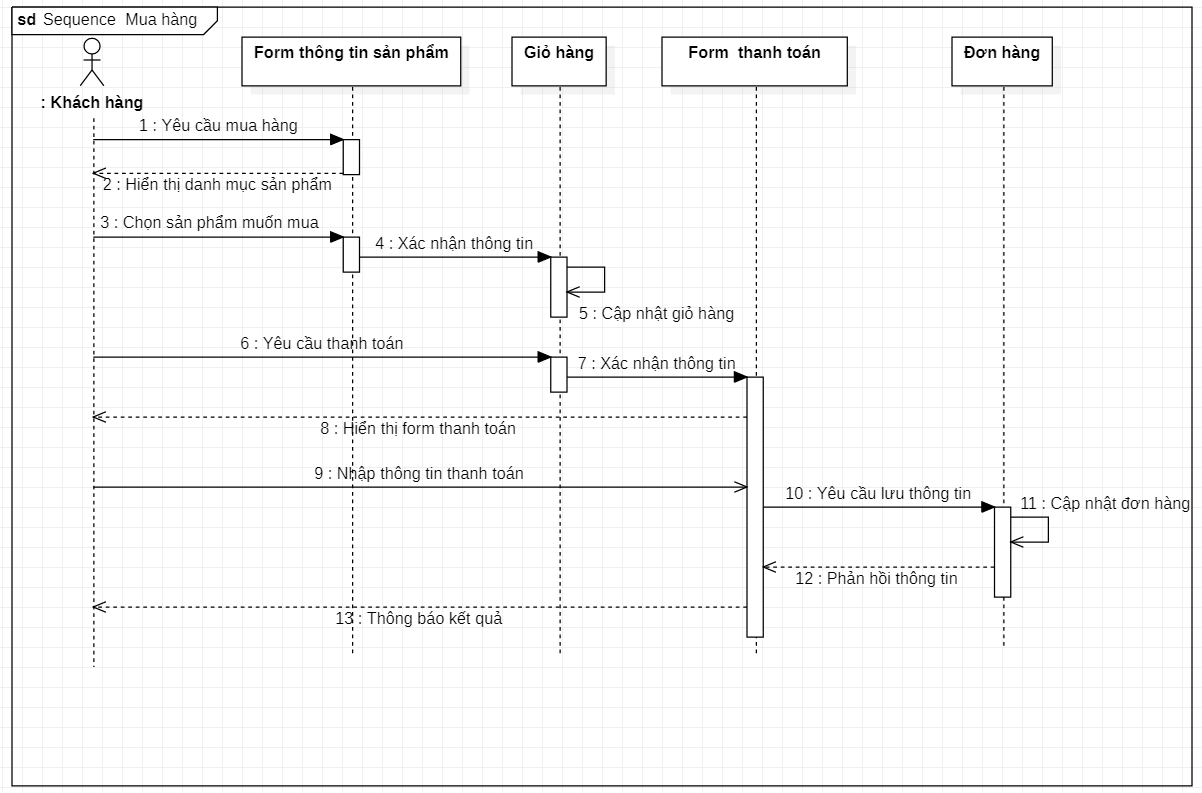 sd Sequence Mua hàng
Form thông tin sản phẩm
Giỏ hàng
Form thanh toán
Đơn hàng
: Khách hàng
1 : Yêu cầu mua hàng
2 : Hiển thị danh mục sản phẩm
3 : Chọn sản phẩm muốn mua
4 : Xác nhận thông tin
5 : Cập nhật giỏ hàng
6 : Yêu cầu thanh toán
7 : Xác nhận thông tin
8 : Hiển thị form thanh toán
9 : Nhập thông tin thanh toán
10 : Yêu cầu lưu thông tin
11 : Cập nhật đơn hàng
12 : Phản hồi thông tin
13 : Thông báo kết quả